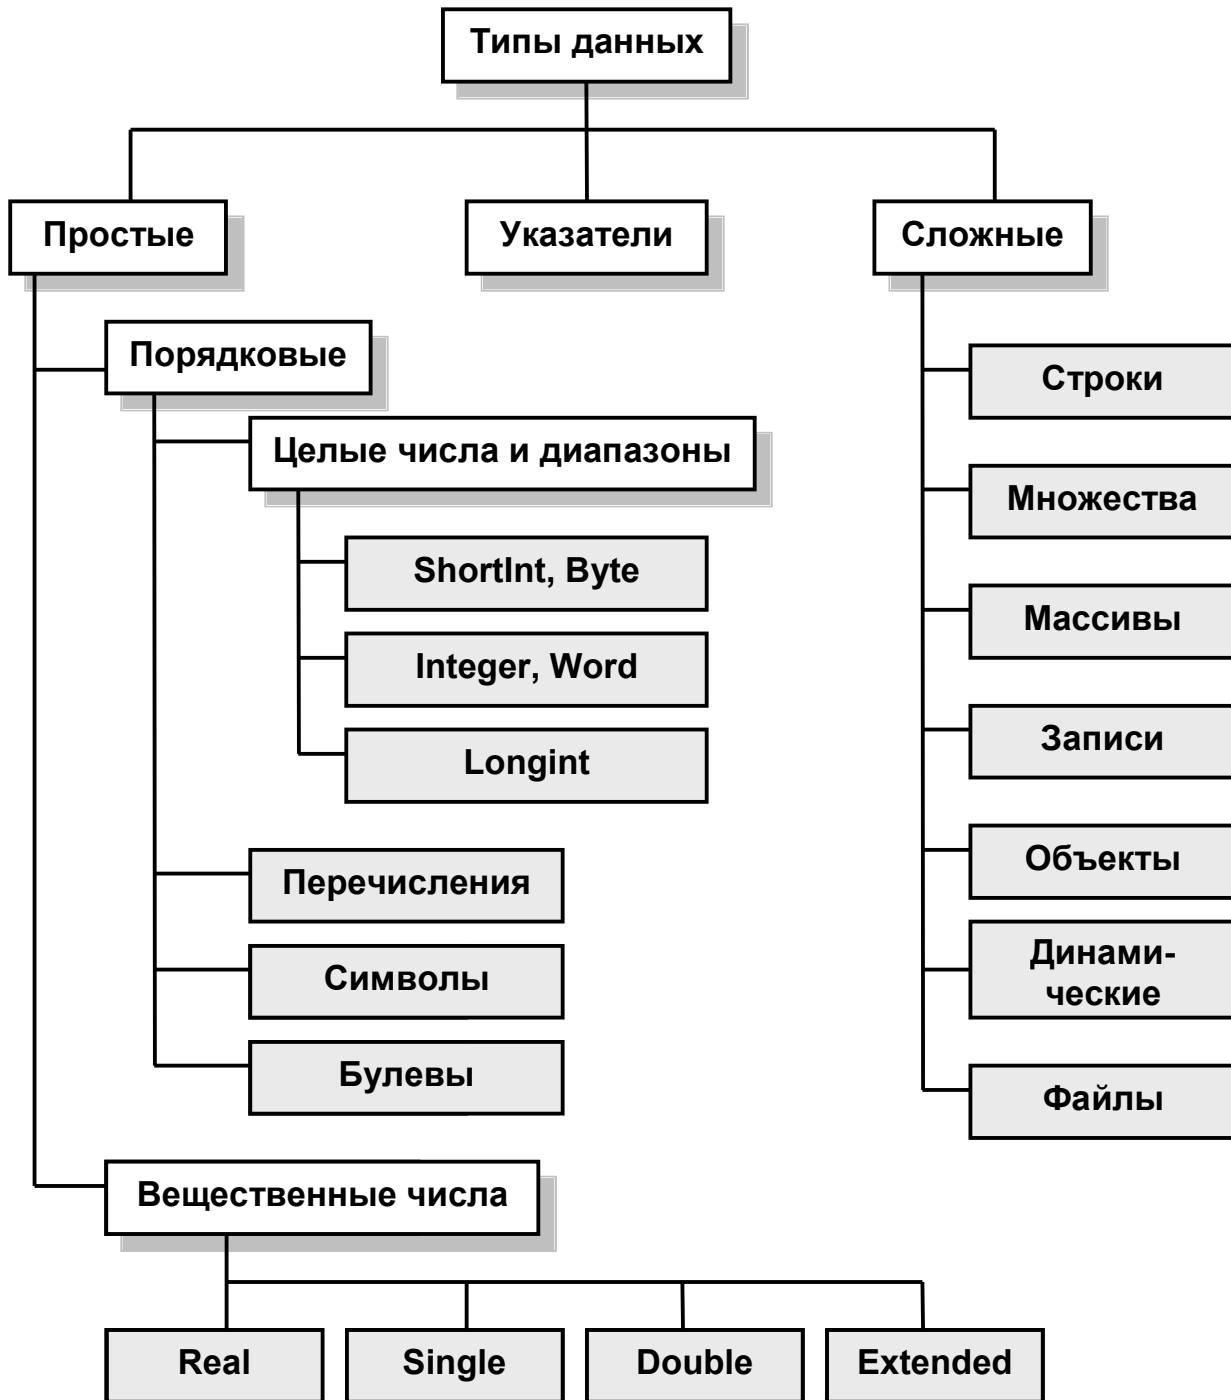 Типы данных
Простые
Указатели
Сложные
Порядковые
Целые числа и диапазоны
ShortInt, Byte
Integer, Word
Longint
Перечисления
Символы
Булевы
Вещественные числа
Real
Single
Double
Extended
Строки
Множества
Массивы
Записи
Объекты
Динами-
ческие
Файлы